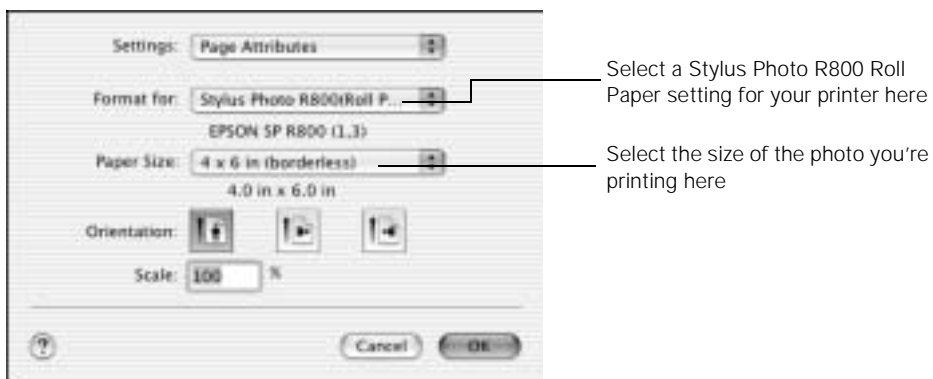 Settings: Page Attributes
Format for: Stylus Photo R800(Roll P...
EPSON SP R800 (1,3)
Paper Size: 4 x 6 in (borderless)
4.0 in x 6.0 in
Orientation:
Scale: 100 %
? Cancel OK
Select a Stylus Photo R800 Roll
Paper setting for your printer here
Select the size of the photo you're
printing here